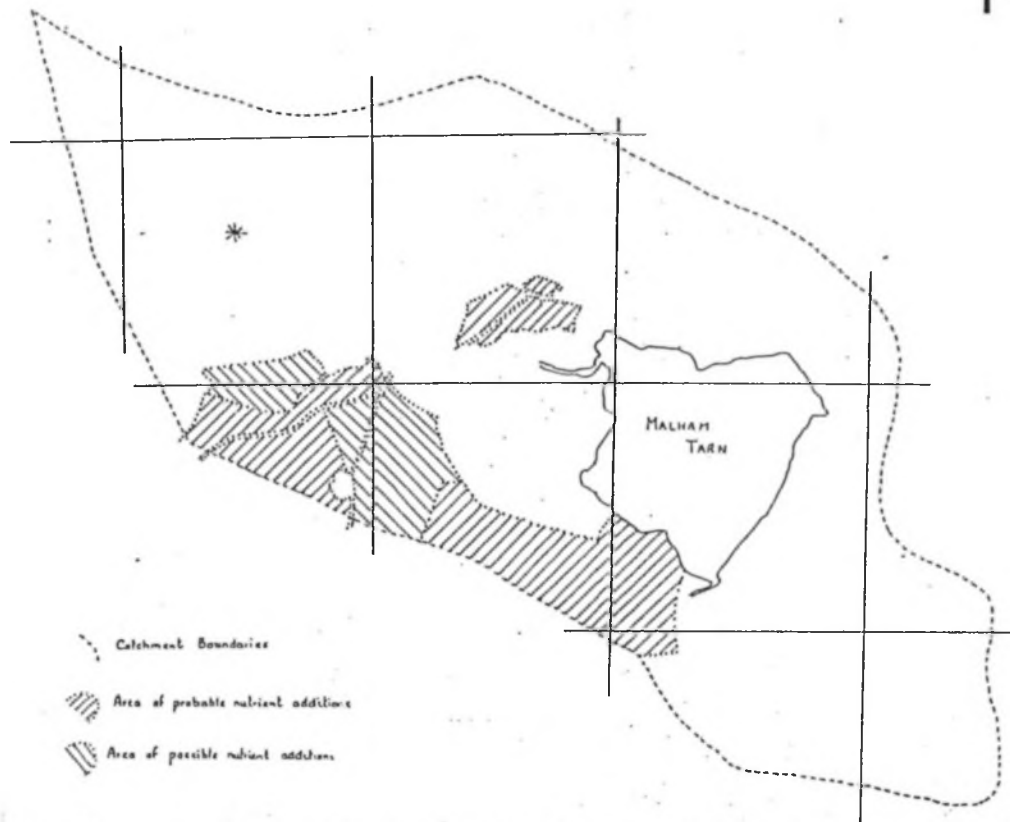 MALHAM
TARN
Catchment Boundaries
Area of probable nutrient additions
Area of possible nutrient additions